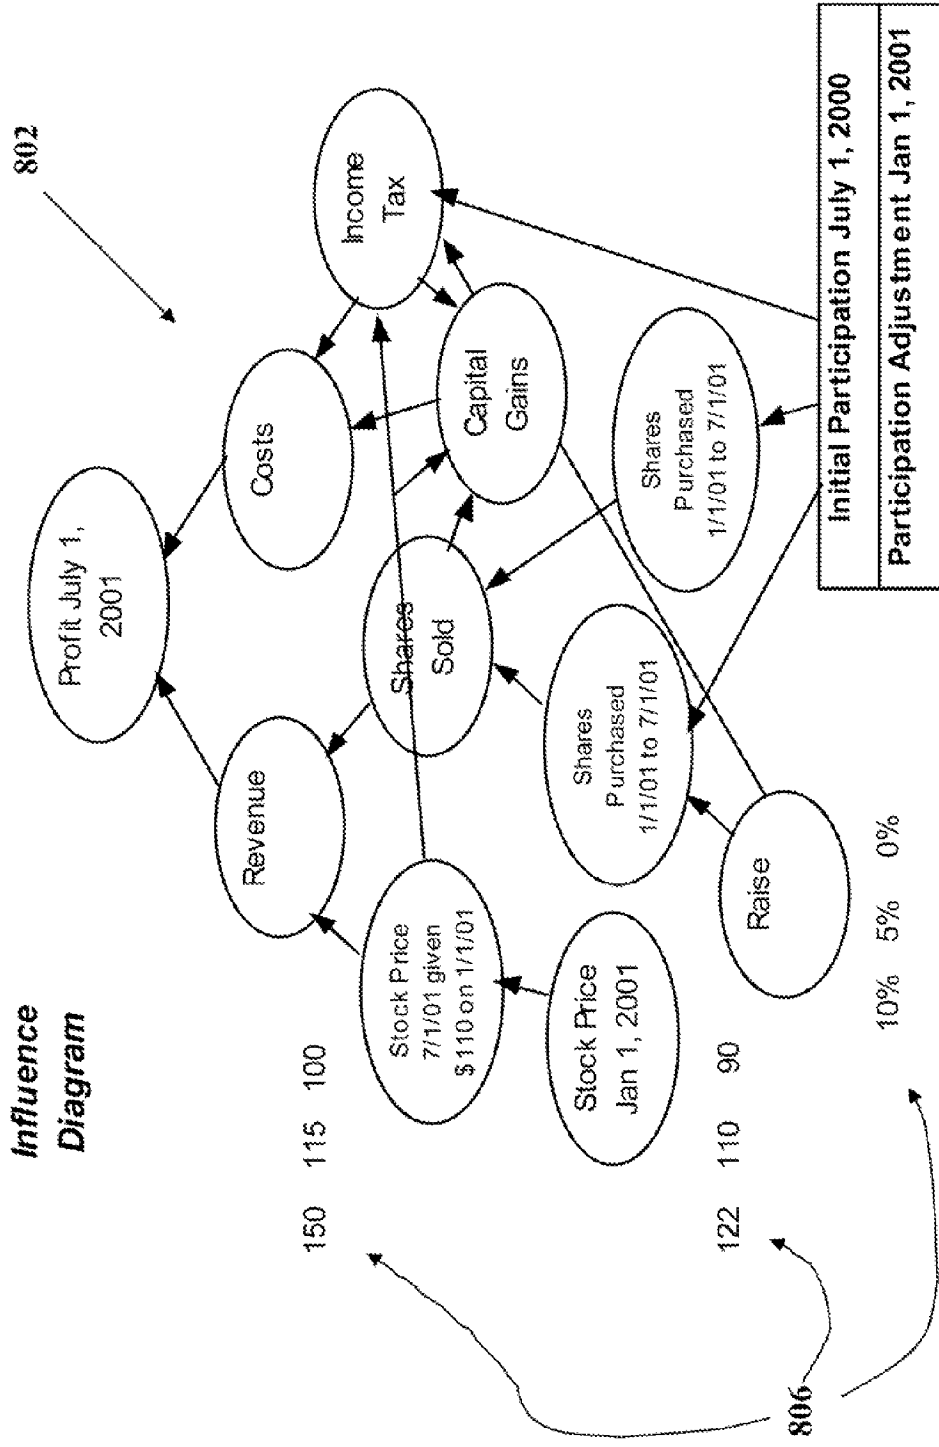 Influence
Diagram
802
Profit July 1,
2001
Revenue
Costs
Income
Tax
150 115 100
Stock Price
7/1/01 given
$110 on 1/1/01
Shares
Sold
Capital
Gains
Stock Price
Jan 1, 2001
Shares
Purchased
1/1/01 to 7/1/01
Shares
Purchased
1/1/01 to 7/1/01
122 110 90
Raise
10% 5% 0%
806
Initial Participation July 1, 2000
Participation Adjustment Jan 1, 2001